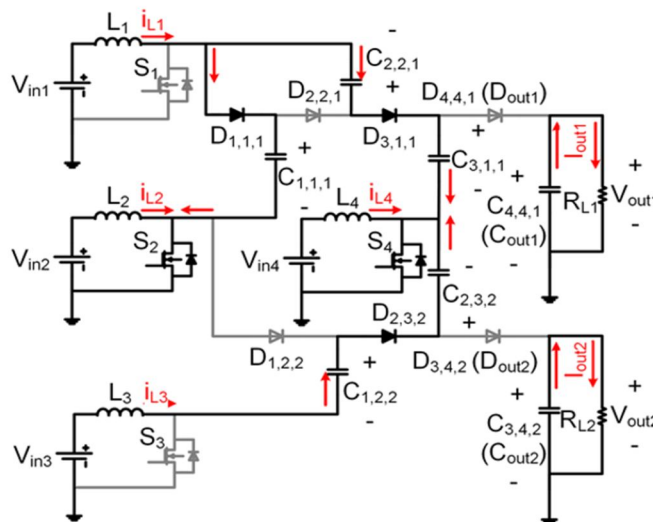 L1 iL1
Vin1
S1
C2,2,1
D2,2,1
D4,4,1 (Dout1)
D1,1,1
D3,1,1
C1,1,1
C3,1,1
Iout1
C4,4,1
(Cout1)
RL1
Vout1
L2 iL2
Vin2
S2
L4 iL4
Vin4
S4
C2,3,2
D2,3,2
D1,2,2
D3,4,2 (Dout2)
C1,2,2
Iout2
C3,4,2
(Cout2)
RL2
Vout2
L3 iL3
Vin3
S3